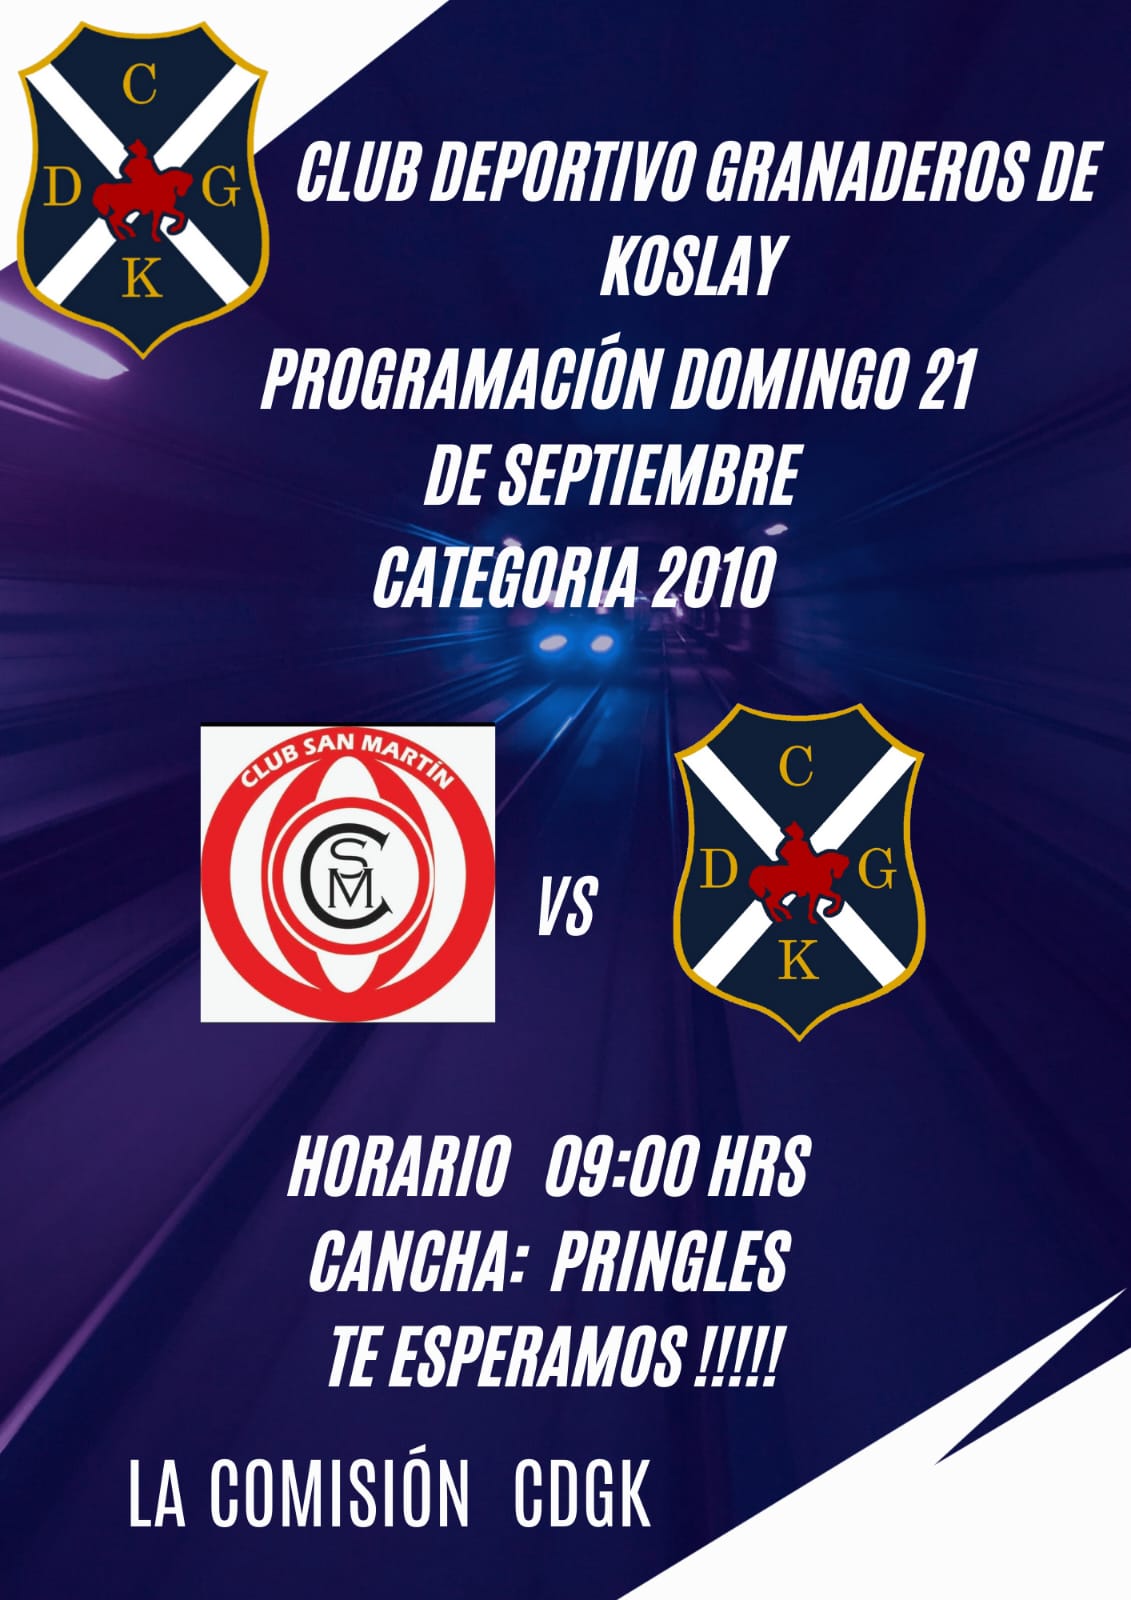 C
D G
K
CLUB DEPORTIVO GRANADEROS DE
KOSLAY
PROGRAMACIÓN DOMINGO 21
DE SEPTIEMBRE
CATEGORIA 2010
CLUB SAN MARTÍN
CSM
VS
C
D G
K
HORARIO 09:00 HRS
CANCHA: PRINGLES
TE ESPERAMOS !!!!!
LA COMISIÓN CDGK